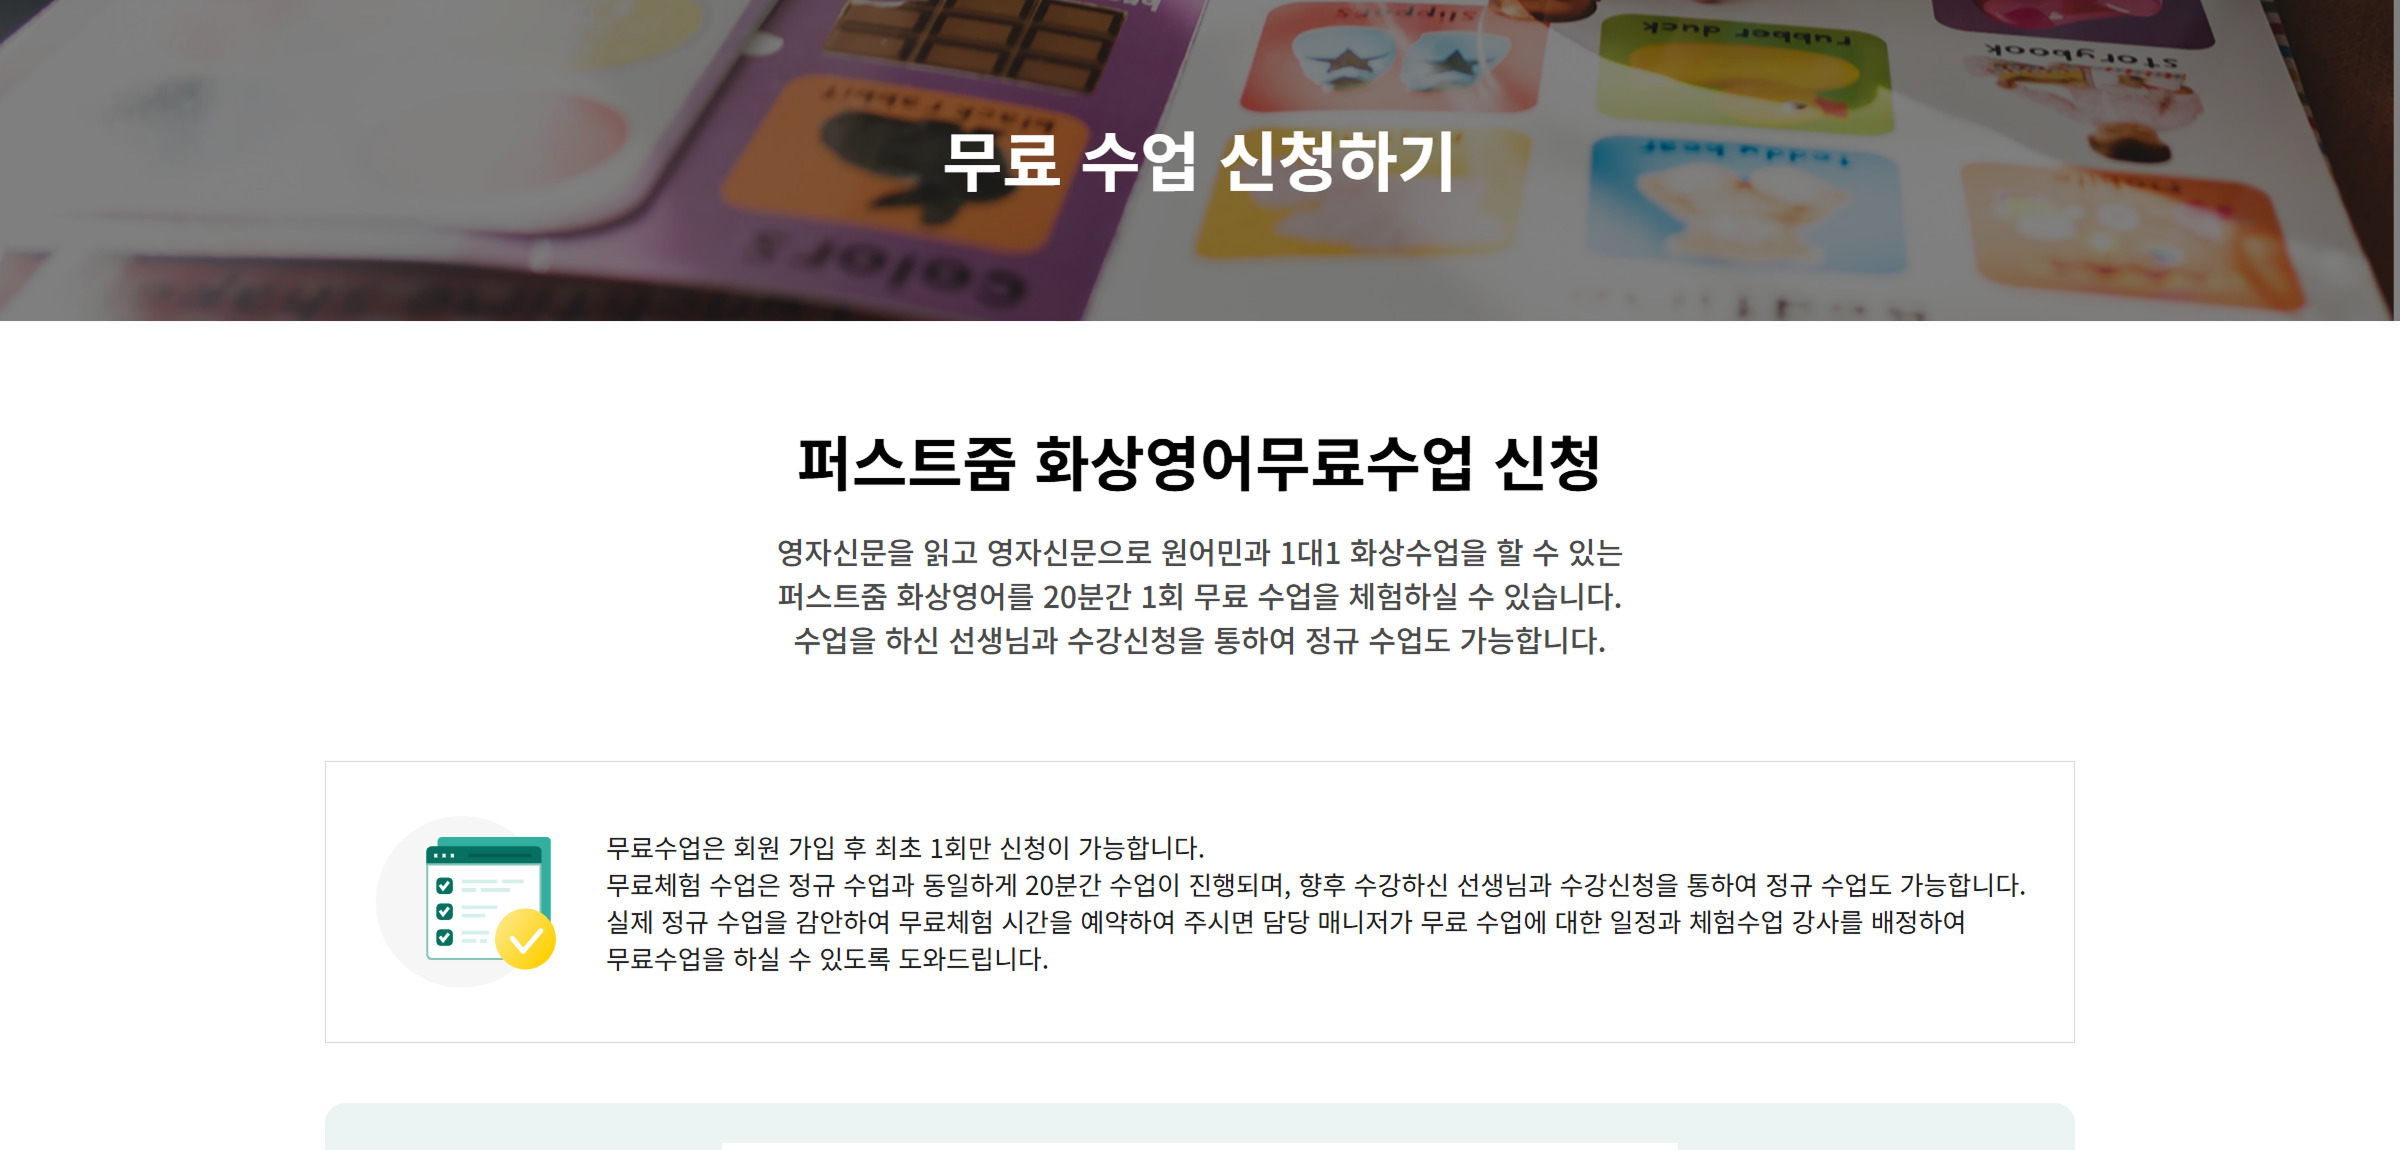 slippers
rubber duck
storybook
black rabbit
teddy bear
colors
무료 수업 신청하기
퍼스트줌 화상영어무료수업 신청
영자신문을 읽고 영자신문으로 원어민과 1대1 화상수업을 할 수 있는
퍼스트줌 화상영어를 20분간 1회 무료 수업을 체험하실 수 있습니다.
수업을 하신 선생님과 수강신청을 통하여 정규 수업도 가능합니다.
무료수업은 회원 가입 후 최초 1회만 신청이 가능합니다.
무료체험 수업은 정규 수업과 동일하게 20분간 수업이 진행되며, 향후 수강하신 선생님과 수강신청을 통하여 정규 수업도 가능합니다.
실제 정규 수업을 감안하여 무료체험 시간을 예약하여 주시면 담당 매니저가 무료 수업에 대한 일정과 체험수업 강사를 배정하여
무료수업을 하실 수 있도록 도와드립니다.